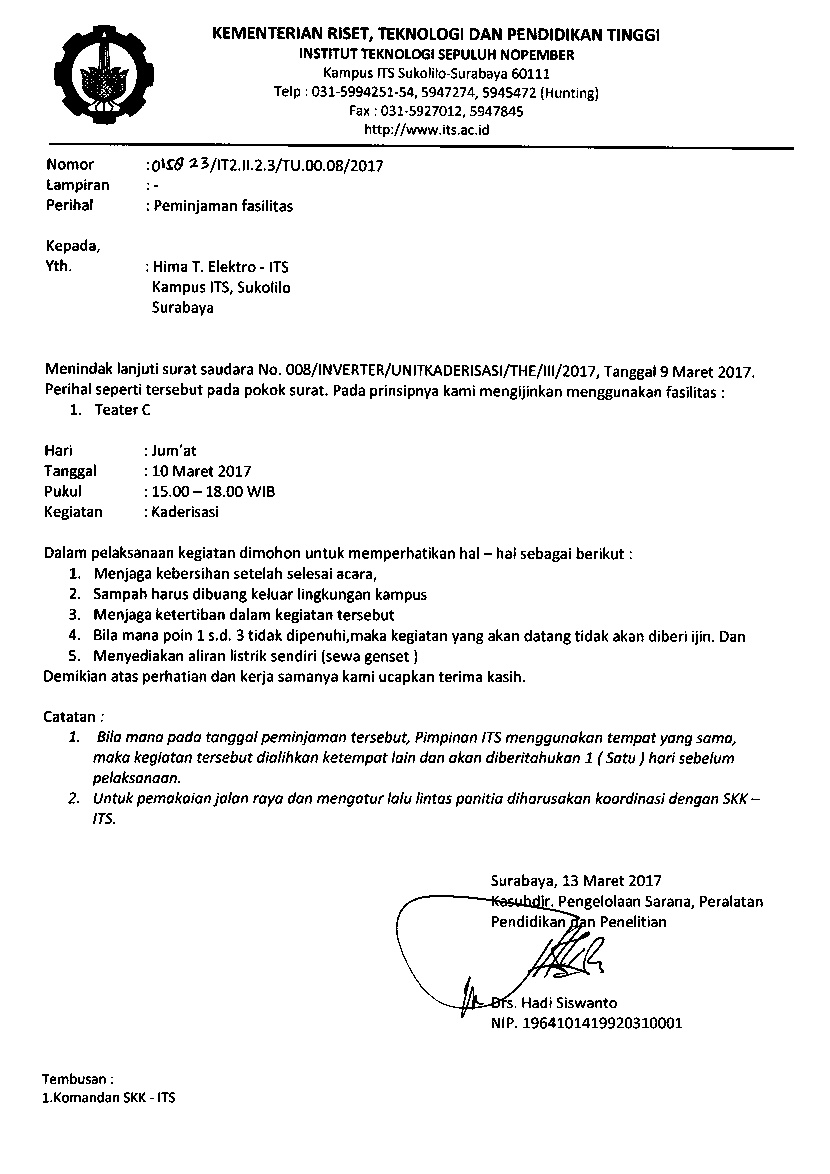 KEMENTERIAN RISET, TEKNOLOGI DAN PENDIDIKAN TINGGI
INSTITUT TEKNOLOGI SEPULUH NOPEMBER
Kampus ITS Sukolilo-Surabaya 60111
Telp : 031-5994251-54, 5947274, 5945472 (Hunting)
Fax : 031-5927012, 5947845
http://www.its.ac.id
Nomor : 23/IT2.II.2.3/TU.00.08/2017
Lampiran : -
Perihal : Peminjaman fasilitas
Kepada,
Yth. : Hima T. Elektro - ITS
Kampus ITS, Sukolilo
Surabaya
Menindak lanjuti surat saudara No. 008/INVERTER/UNITKADERISASI/THE/III/2017, Tanggal 9 Maret 2017.
Perihal seperti tersebut pada pokok surat. Pada prinsipnya kami mengijinkan menggunakan fasilitas :
1. Teater C
Hari : Jum'at
Tanggal : 10 Maret 2017
Pukul : 15.00 – 18.00 WIB
Kegiatan : Kaderisasi
Dalam pelaksanaan kegiatan dimohon untuk memperhatikan hal – hal sebagai berikut :
1. Menjaga kebersihan setelah selesai acara,
2. Sampah harus dibuang keluar lingkungan kampus
3. Menjaga ketertiban dalam kegiatan tersebut
4. Bila mana poin 1 s.d. 3 tidak dipenuhi,maka kegiatan yang akan datang tidak akan diberi ijin. Dan
5. Menyediakan aliran listrik sendiri (sewa genset )
Demikian atas perhatian dan kerja samanya kami ucapkan terima kasih.
Catatan :
1. Bila mana pada tanggal peminjaman tersebut, Pimpinan ITS menggunakan tempat yang sama,
maka kegiatan tersebut dialihkan ketempat lain dan akan diberitahukan 1 ( Satu ) hari sebelum
pelaksanaan.
2. Untuk pemakaian jalan raya dan mengatur lalu lintas panitia diharusakan koordinasi dengan SKK –
ITS.
Surabaya, 13 Maret 2017
Kasubdir. Pengelolaan Sarana, Peralatan
Pendidikan dan Penelitian
Drs. Hadi Siswanto
NIP. 1964101419920310001
Tembusan :
1.Komandan SKK - ITS